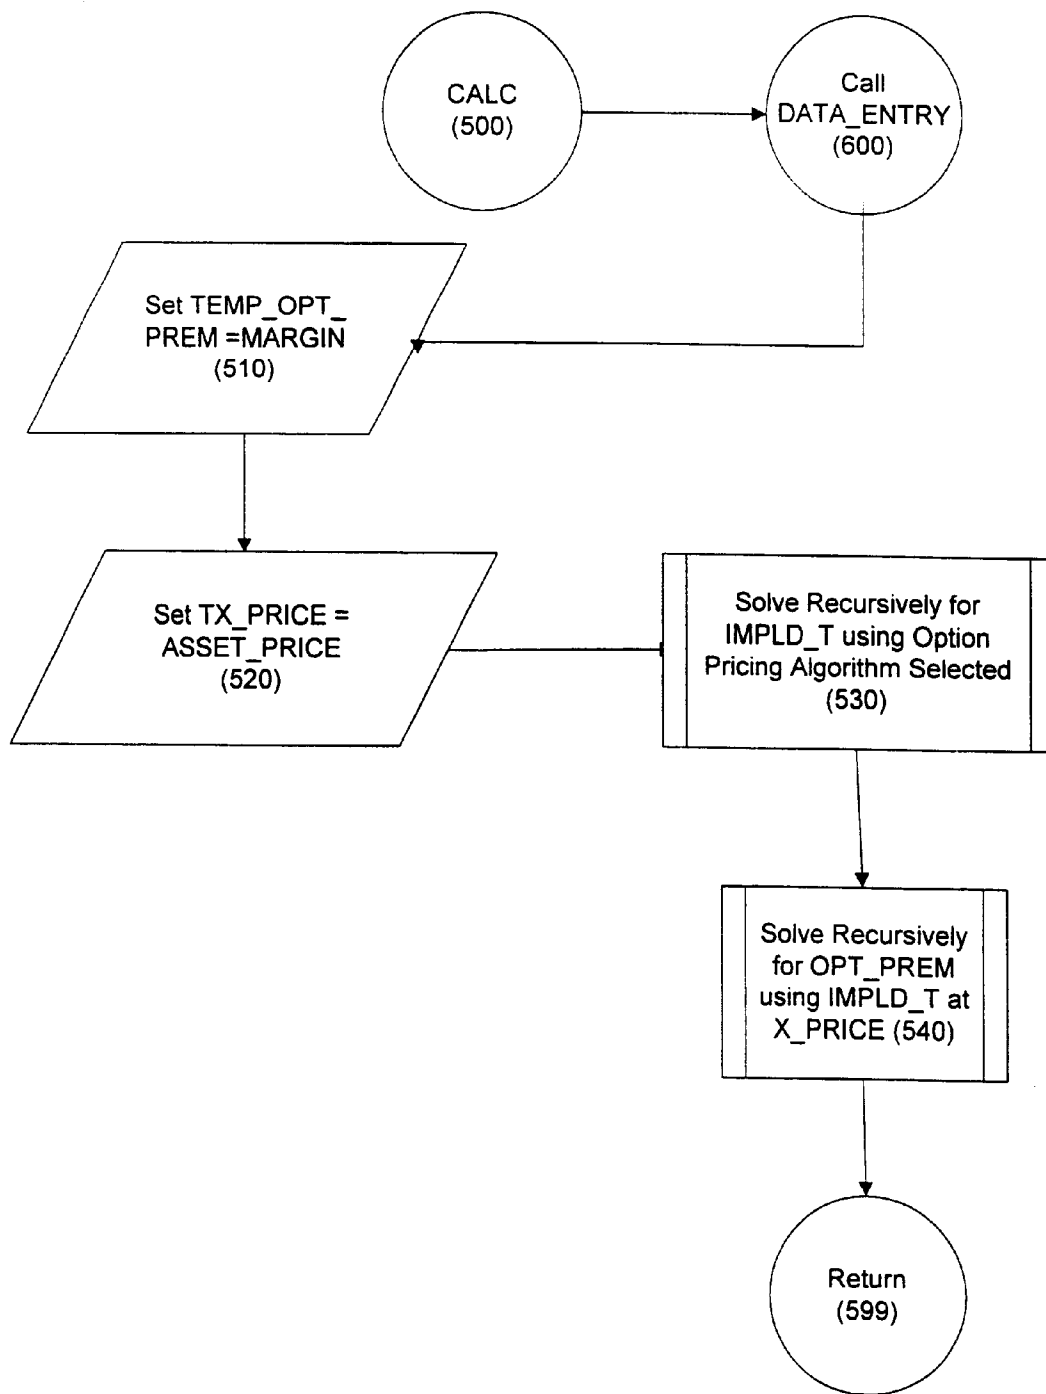 CALC
(500)
Call
DATA_ENTRY
(600)
Set TEMP_OPT_
PREM =MARGIN
(510)
Set TX_PRICE =
ASSET_PRICE
(520)
Solve Recursively for
IMPLD_T using Option
Pricing Algorithm Selected
(530)
Solve Recursively
for OPT_PREM
using IMPLD_T at
X_PRICE (540)
Return
(599)